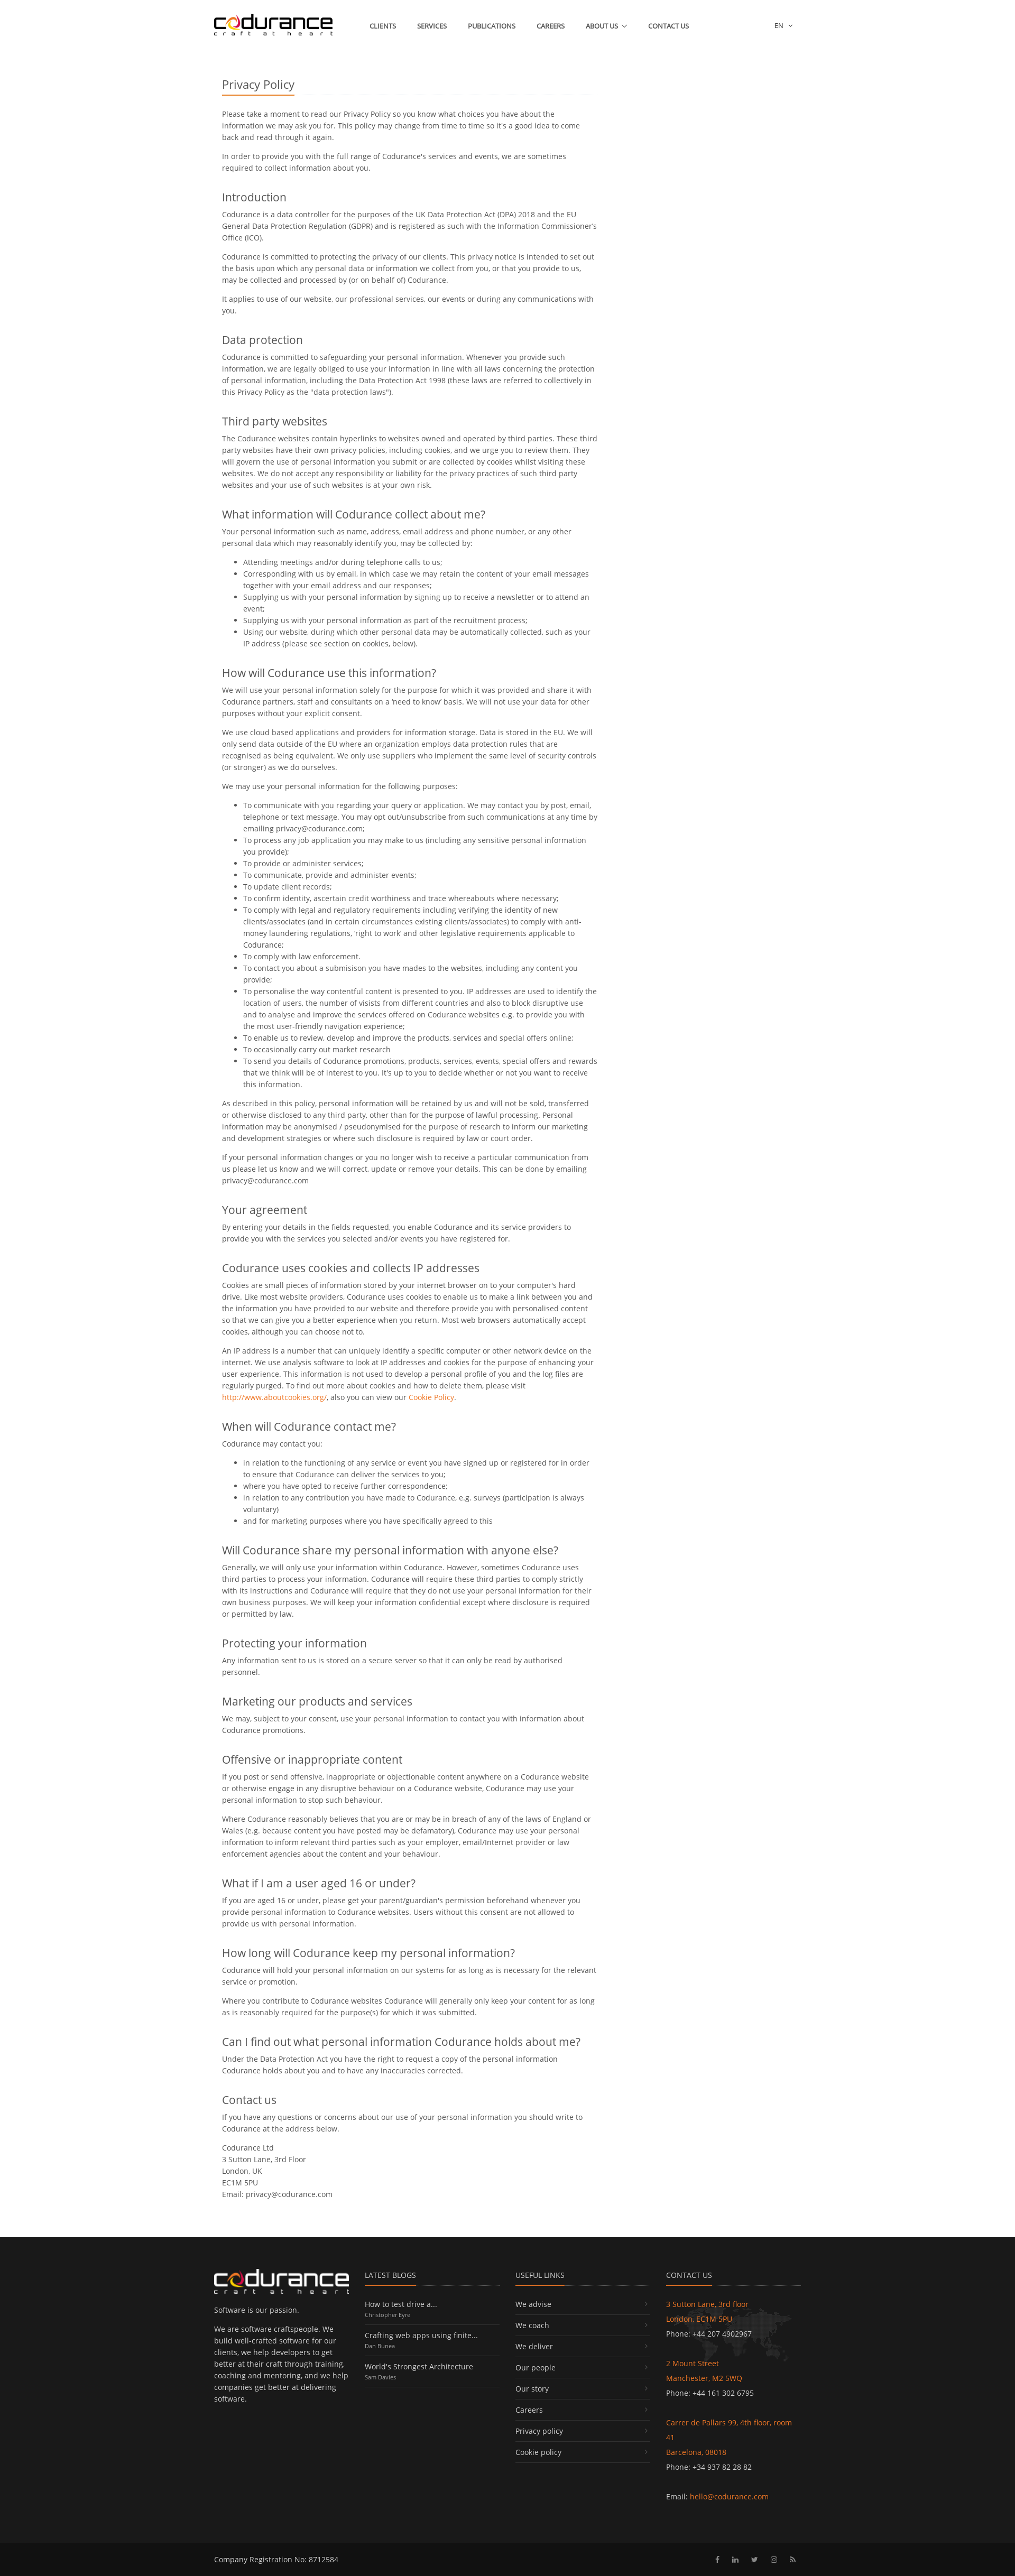 codurance
craft at heart
CLIENTS SERVICES PUBLICATIONS CAREERS ABOUT US CONTACT US EN
Privacy Policy
Please take a moment to read our Privacy Policy so you know what choices you have about the
information we may ask you for. This policy may change from time to time so it's a good idea to come
back and read through it again.
In order to provide you with the full range of Codurance's services and events, we are sometimes
required to collect information about you.
Introduction
Codurance is a data controller for the purposes of the UK Data Protection Act (DPA) 2018 and the EU
General Data Protection Regulation (GDPR) and is registered as such with the Information Commissioner's
Office (ICO).
Codurance is committed to protecting the privacy of our clients. This privacy notice is intended to set out
the basis upon which any personal data or information we collect from you, or that you provide to us,
may be collected and processed by (or on behalf of) Codurance.
It applies to use of our website, our professional services, our events or during any communications with
you.
Data protection
Codurance is committed to safeguarding your personal information. Whenever you provide such
information, we are legally obliged to use your information in line with all laws concerning the protection
of personal information, including the Data Protection Act 1998 (these laws are referred to collectively in
this Privacy Policy as the "data protection laws").
Third party websites
The Codurance websites contain hyperlinks to websites owned and operated by third parties. These third
party websites have their own privacy policies, including cookies, and we urge you to review them. They
will govern the use of personal information you submit or are collected by cookies whilst visiting these
websites. We do not accept any responsibility or liability for the privacy practices of such third party
websites and your use of such websites is at your own risk.
What information will Codurance collect about me?
Your personal information such as name, address, email address and phone number, or any other
personal data which may reasonably identify you, may be collected by:
Attending meetings and/or during telephone calls to us;
Corresponding with us by email, in which case we may retain the content of your email messages
together with your email address and our responses;
Supplying us with your personal information by signing up to receive a newsletter or to attend an
event;
Supplying us with your personal information as part of the recruitment process;
Using our website, during which other personal data may be automatically collected, such as your
IP address (please see section on cookies, below).
How will Codurance use this information?
We will use your personal information solely for the purpose for which it was provided and share it with
Codurance partners, staff and consultants on a 'need to know' basis. We will not use your data for other
purposes without your explicit consent.
We use cloud based applications and providers for information storage. Data is stored in the EU. We will
only send data outside of the EU where an organization employs data protection rules that are
recognised as being equivalent. We only use suppliers who implement the same level of security controls
(or stronger) as we do ourselves.
We may use your personal information for the following purposes:
To communicate with you regarding your query or application. We may contact you by post, email,
telephone or text message. You may opt out/unsubscribe from such communications at any time by
emailing privacy@codurance.com;
To process any job application you may make to us (including any sensitive personal information
you provide);
To provide or administer services;
To communicate, provide and administer events;
To update client records;
To confirm identity, ascertain credit worthiness and trace whereabouts where necessary;
To comply with legal and regulatory requirements including verifying the identity of new
clients/associates (and in certain circumstances existing clients/associates) to comply with anti-
money laundering regulations, 'right to work' and other legislative requirements applicable to
Codurance;
To comply with law enforcement.
To contact you about a submisison you have mades to the websites, including any content you
provide;
To personalise the way contentful content is presented to you. IP addresses are used to identify the
location of users, the number of visists from different countries and also to block disruptive use
and to analyse and improve the services offered on Codurance websites e.g. to provide you with
the most user-friendly navigation experience;
To enable us to review, develop and improve the products, services and special offers online;
To occasionally carry out market research
To send you details of Codurance promotions, products, services, events, special offers and rewards
that we think will be of interest to you. It's up to you to decide whether or not you want to receive
this information.
As described in this policy, personal information will be retained by us and will not be sold, transferred
or otherwise disclosed to any third party, other than for the purpose of lawful processing. Personal
information may be anonymised / pseudonymised for the purpose of research to inform our marketing
and development strategies or where such disclosure is required by law or court order.
If your personal information changes or you no longer wish to receive a particular communication from
us please let us know and we will correct, update or remove your details. This can be done by emailing
privacy@codurance.com
Your agreement
By entering your details in the fields requested, you enable Codurance and its service providers to
provide you with the services you selected and/or events you have registered for.
Codurance uses cookies and collects IP addresses
Cookies are small pieces of information stored by your internet browser on to your computer's hard
drive. Like most website providers, Codurance uses cookies to enable us to make a link between you and
the information you have provided to our website and therefore provide you with personalised content
so that we can give you a better experience when you return. Most web browsers automatically accept
cookies, although you can choose not to.
An IP address is a number that can uniquely identify a specific computer or other network device on the
internet. We use analysis software to look at IP addresses and cookies for the purpose of enhancing your
user experience. This information is not used to develop a personal profile of you and the log files are
regularly purged. To find out more about cookies and how to delete them, please visit
http://www.aboutcookies.org/, also you can view our Cookie Policy.
When will Codurance contact me?
Codurance may contact you:
in relation to the functioning of any service or event you have signed up or registered for in order
to ensure that Codurance can deliver the services to you;
where you have opted to receive further correspondence;
in relation to any contribution you have made to Codurance, e.g. surveys (participation is always
voluntary)
and for marketing purposes where you have specifically agreed to this
Will Codurance share my personal information with anyone else?
Generally, we will only use your information within Codurance. However, sometimes Codurance uses
third parties to process your information. Codurance will require these third parties to comply strictly
with its instructions and Codurance will require that they do not use your personal information for their
own business purposes. We will keep your information confidential except where disclosure is required
or permitted by law.
Protecting your information
Any information sent to us is stored on a secure server so that it can only be read by authorised
personnel.
Marketing our products and services
We may, subject to your consent, use your personal information to contact you with information about
Codurance promotions.
Offensive or inappropriate content
If you post or send offensive, inappropriate or objectionable content anywhere on a Codurance website
or otherwise engage in any disruptive behaviour on a Codurance website, Codurance may use your
personal information to stop such behaviour.
Where Codurance reasonably believes that you are or may be in breach of any of the laws of England or
Wales (e.g. because content you have posted may be defamatory), Codurance may use your personal
information to inform relevant third parties such as your employer, email/Internet provider or law
enforcement agencies about the content and your behaviour.
What if I am a user aged 16 or under?
If you are aged 16 or under, please get your parent/guardian's permission beforehand whenever you
provide personal information to Codurance websites. Users without this consent are not allowed to
provide us with personal information.
How long will Codurance keep my personal information?
Codurance will hold your personal information on our systems for as long as is necessary for the relevant
service or promotion.
Where you contribute to Codurance websites Codurance will generally only keep your content for as long
as is reasonably required for the purpose(s) for which it was submitted.
Can I find out what personal information Codurance holds about me?
Under the Data Protection Act you have the right to request a copy of the personal information
Codurance holds about you and to have any inaccuracies corrected.
Contact us
If you have any questions or concerns about our use of your personal information you should write to
Codurance at the address below.
Codurance Ltd
3 Sutton Lane, 3rd Floor
London, UK
EC1M 5PU
Email: privacy@codurance.com
codurance
craft at heart
Software is our passion.
We are software craftspeople. We
build well-crafted software for our
clients, we help developers to get
better at their craft through training,
coaching and mentoring, and we help
companies get better at delivering
software.
LATEST BLOGS
How to test drive a...
Christopher Eyre
Crafting web apps using finite...
Dan Bunea
World's Strongest Architecture
Sam Davies
USEFUL LINKS
We advise
We coach
We deliver
Our people
Our story
Careers
Privacy policy
Cookie policy
CONTACT US
3 Sutton Lane, 3rd floor
London, EC1M 5PU
Phone: +44 207 4902967
2 Mount Street
Manchester, M2 5WQ
Phone: +44 161 302 6795
Carrer de Pallars 99, 4th floor, room
41
Barcelona, 08018
Phone: +34 937 82 28 82
Email: hello@codurance.com
Company Registration No: 8712584